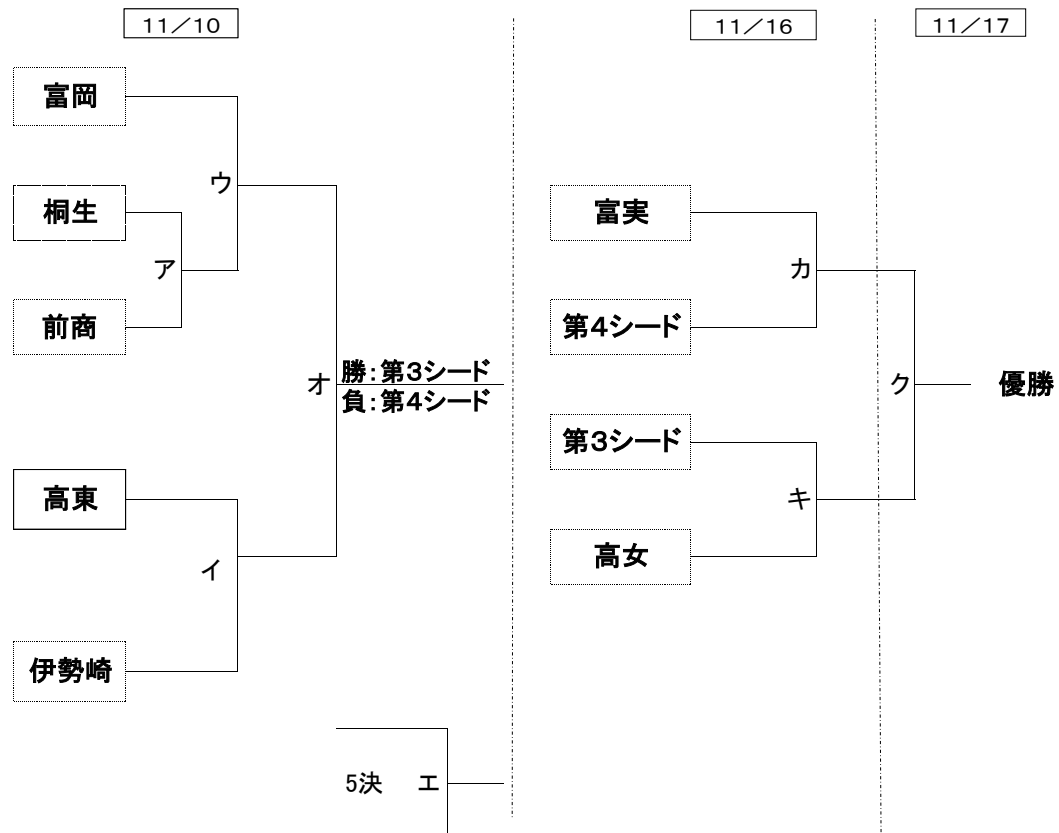 11／10
11／16
11／17
富岡
ウ
桐生
ア
前商
オ
勝：第3シード
負：第4シード
高東
イ
伊勢崎
5決 エ
富実
カ
第4シード
ク
優勝
第3シード
キ
高女